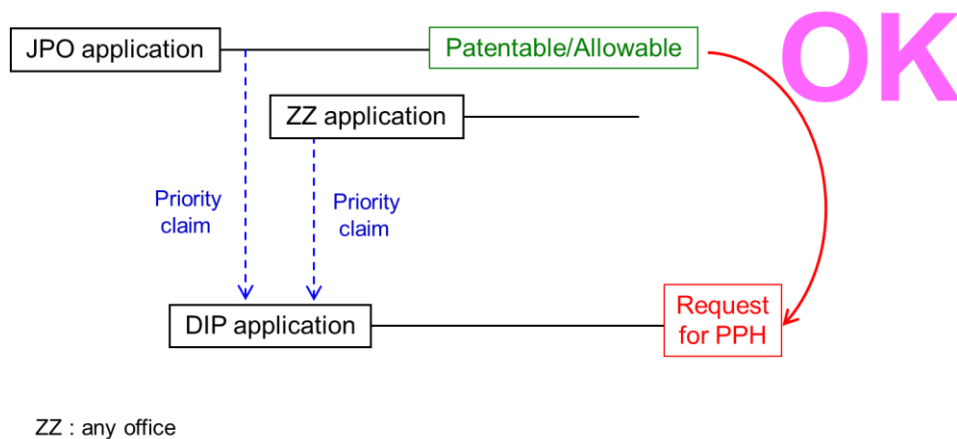 OK
JPO application
Patentable/Allowable
ZZ application
Priority
claim
Priority
claim
DIP application
Request
for PPH
ZZ : any office